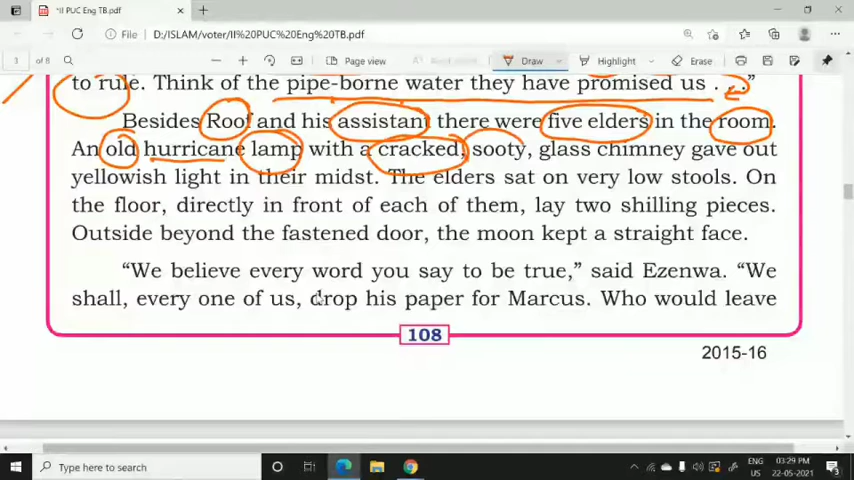 *II PUC Eng TB.pdf
File
D:/ISLAM/voter/II%20PUC%20Eng%20TB.pdf
1 of 8
Page view
Read aloud
Draw
Highlight
Erase
to rule. Think of the pipe-borne water they have promised us . . .”
Besides Roof and his assistant there were five elders in the room.
An old hurricane lamp with a cracked, sooty, glass chimney gave out
yellowish light in their midst. The elders sat on very low stools. On
the floor, directly in front of each of them, lay two shilling pieces.
Outside beyond the fastened door, the moon kept a straight face.
“We believe every word you say to be true,” said Ezenwa. “We
shall, every one of us, drop his paper for Marcus. Who would leave
108
2015-16
Type here to search
ENG
US
03:29 PM
22-05-2021
3